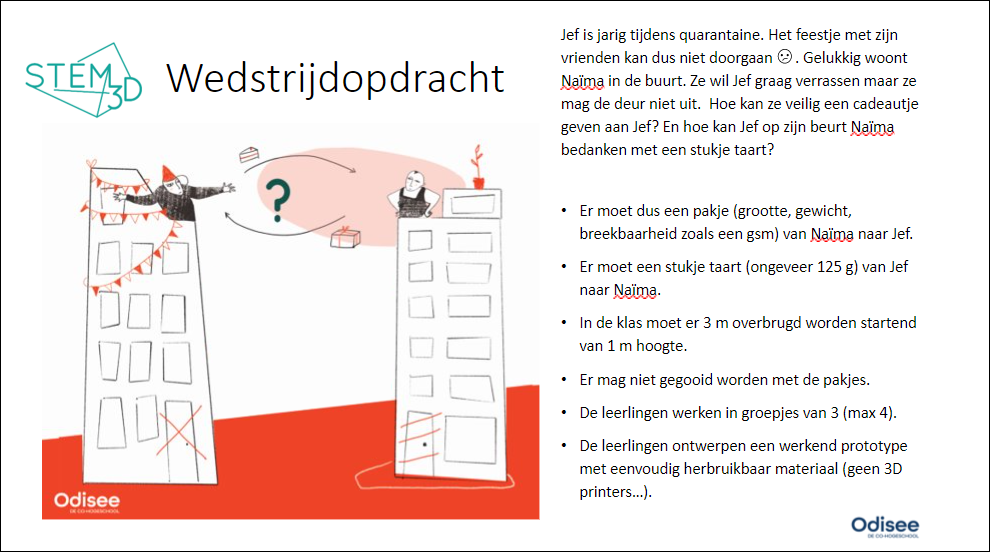 STEM
3D
Wedstrijdopdracht
Jef is jarig tijdens quarantaine. Het feestje met zijn
vrienden kan dus niet doorgaan 😕. Gelukkig woont
Naïma in de buurt. Ze wil Jef graag verrassen maar ze
mag de deur niet uit. Hoe kan ze veilig een cadeautje
geven aan Jef? En hoe kan Jef op zijn beurt Naïma
bedanken met een stukje taart?
• Er moet dus een pakje (grootte, gewicht,
breekbaarheid zoals een gsm) van Naïma naar Jef.
• Er moet een stukje taart (ongeveer 125 g) van Jef
naar Naïma.
• In de klas moet er 3 m overbrugd worden startend
van 1 m hoogte.
• Er mag niet gegooid worden met de pakjes.
• De leerlingen werken in groepjes van 3 (max 4).
• De leerlingen ontwerpen een werkend prototype
met eenvoudig herbruikbaar materiaal (geen 3D
printers...).
?
Odisee
DE CO-HOGESCHOOL
Odisee
DE CO-HOGESCHOOL